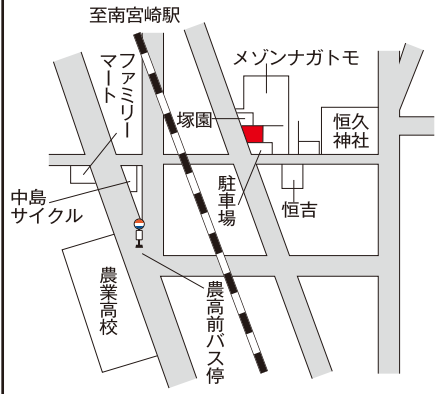 至南宮崎駅
ファミリー
マート
メゾンナガトモ
塚園
恒久
神社
中島
サイクル
駐車場
恒吉
農業高校
農高前バス停